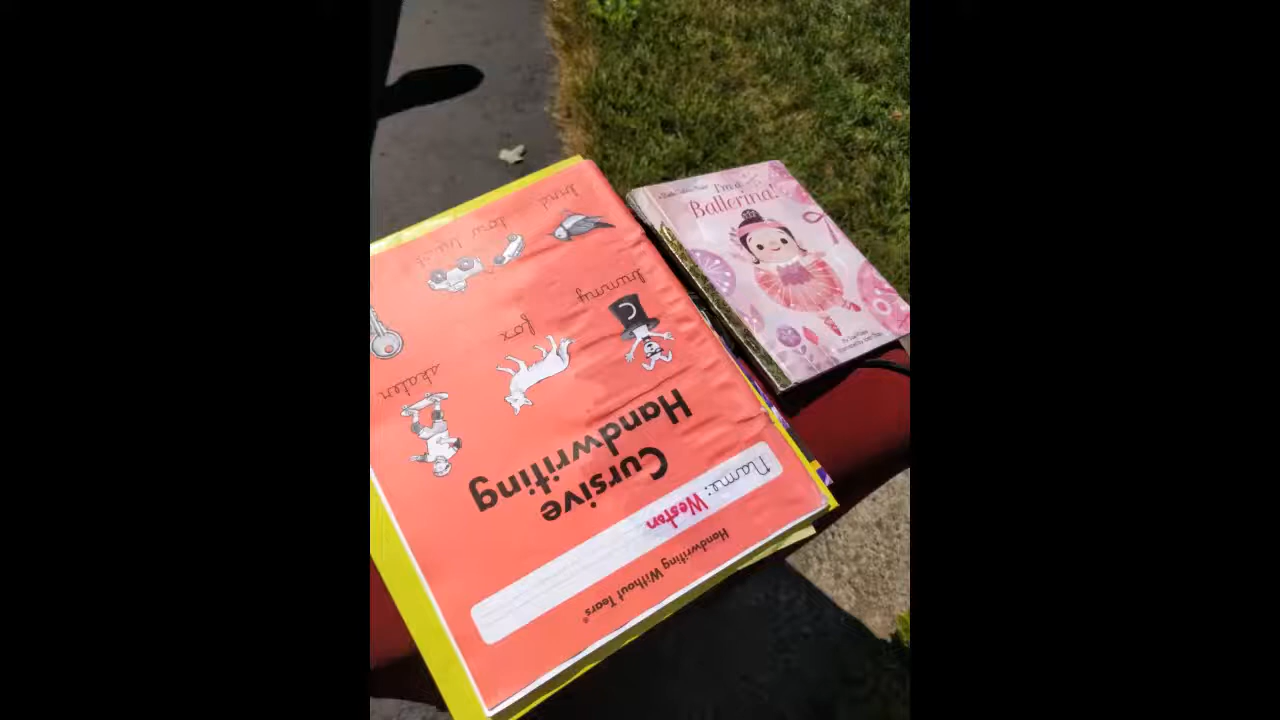 Handwriting Without Tears®
name: Weston
Cursive
Handwriting
skater
fox
bunny
tow truck
bird
I'm a
Ballerina!